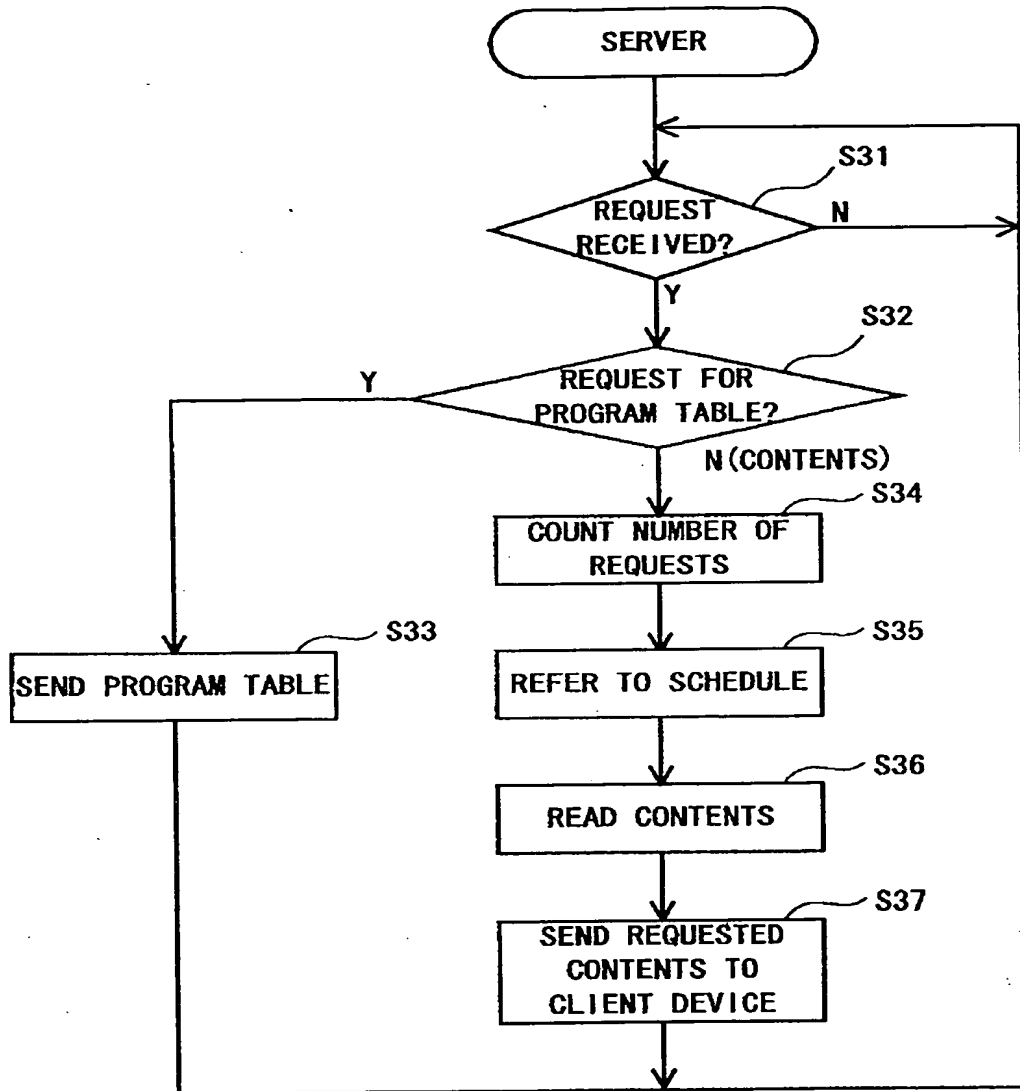 SERVER
S31
REQUEST
RECEIVED?
N
Y
S32
REQUEST FOR
PROGRAM TABLE?
Y
N(CONTENTS)
S34
COUNT NUMBER OF
REQUESTS
S33
SEND PROGRAM TABLE
S35
REFER TO SCHEDULE
S36
READ CONTENTS
S37
SEND REQUESTED
CONTENTS TO
CLIENT DEVICE